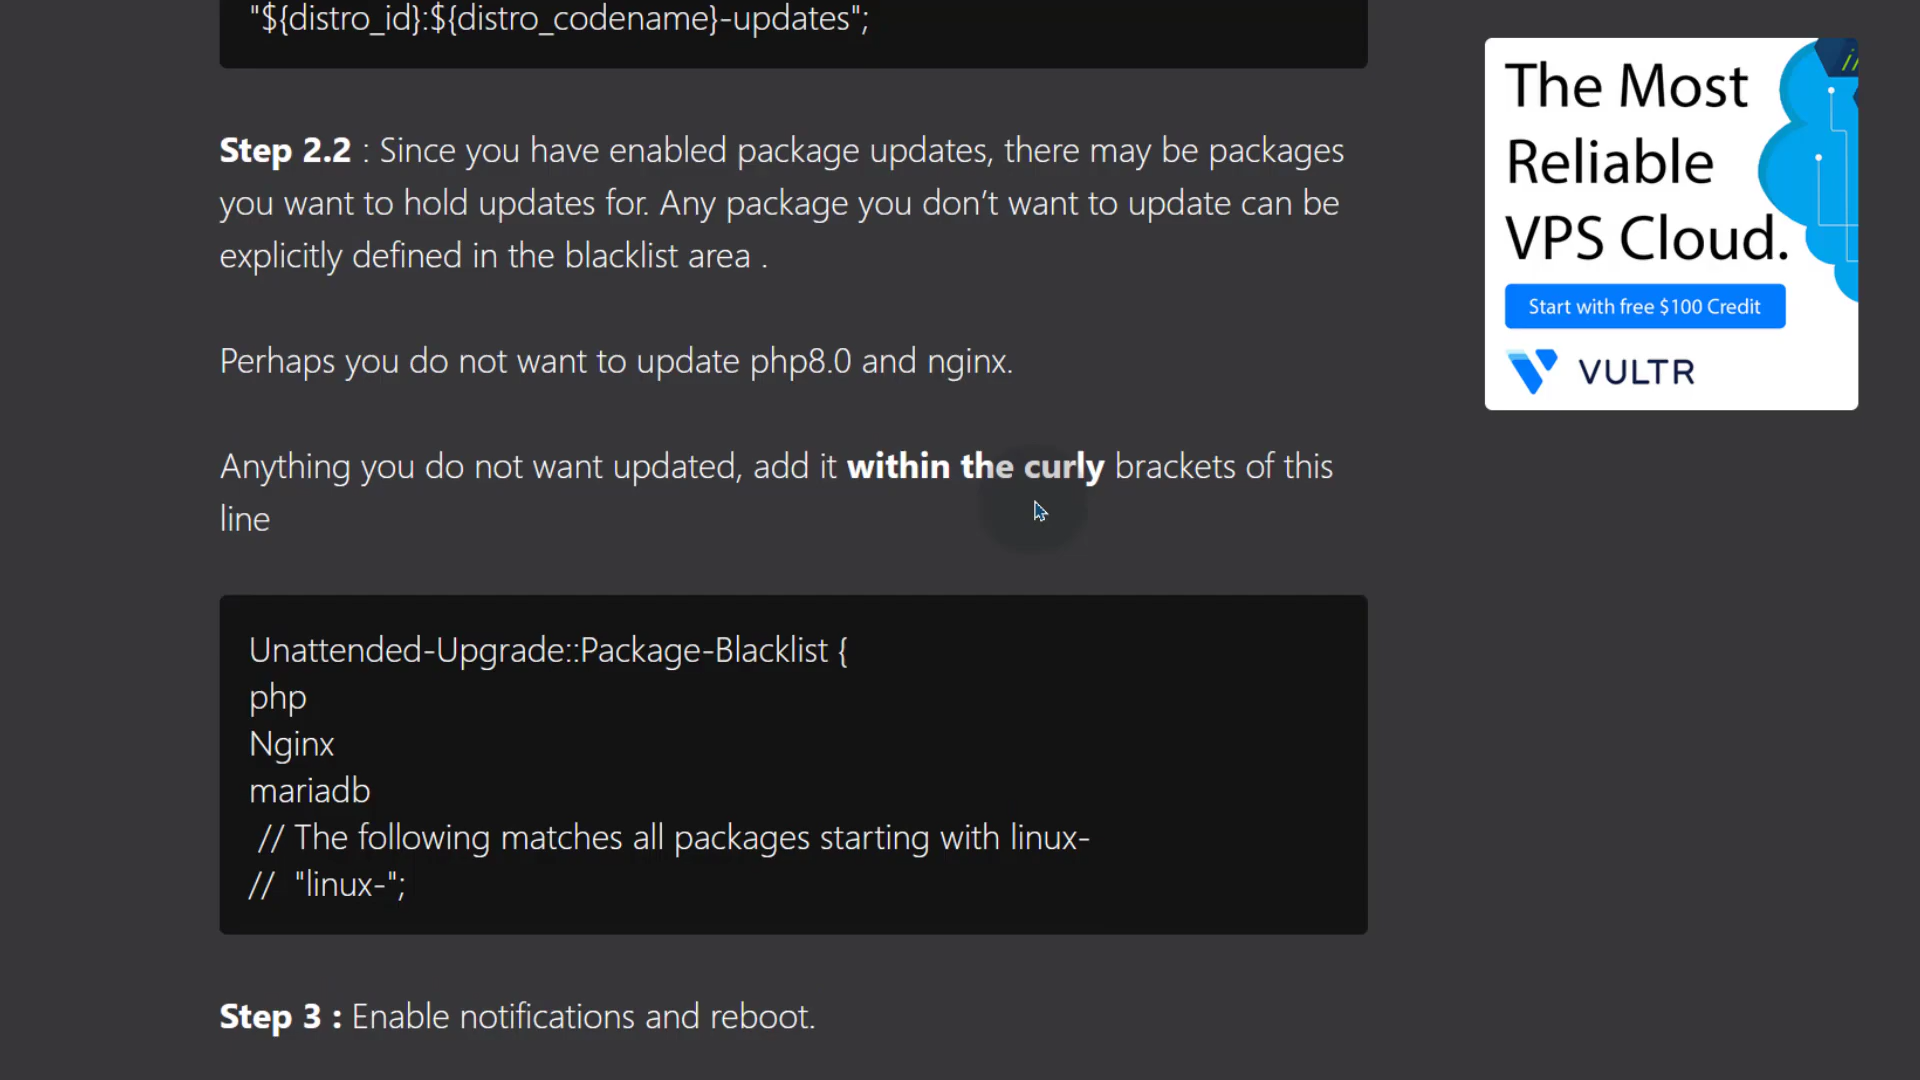 "${distro_id}:${distro_codename}-updates";
Step 2.2 : Since you have enabled package updates, there may be packages
you want to hold updates for. Any package you don’t want to update can be
explicitly defined in the blacklist area .
Perhaps you do not want to update php8.0 and nginx.
Anything you do not want updated, add it within the curly brackets of this
line
Unattended-Upgrade::Package-Blacklist {
php
Nginx
mariadb
// The following matches all packages starting with linux-
//  "linux-";
Step 3 : Enable notifications and reboot.
The Most
Reliable
VPS Cloud.
Start with free $100 Credit
VULTR